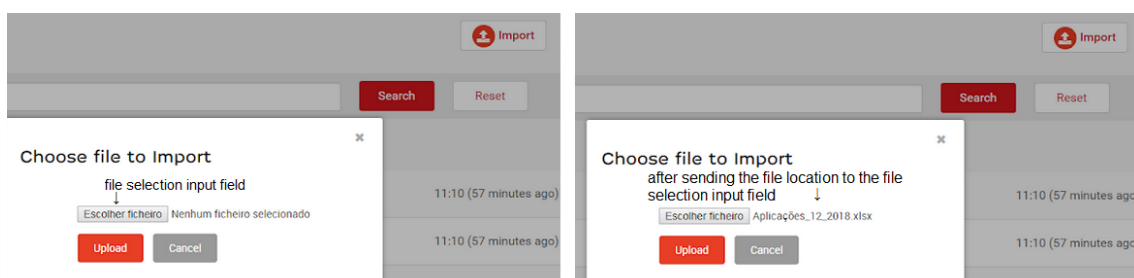 Import
Search Reset
×
Choose file to Import
file selection input field
↓
Escolher ficheiro Nenhum ficheiro selecionado
Upload Cancel
11:10 (57 minutes ago)
11:10 (57 minutes ago)
Import
Search Reset
×
Choose file to Import
after sending the file location to the file
selection input field ↓
Escolher ficheiro Aplicações_12_2018.xlsx
Upload Cancel
11:10 (57 minutes ago
11:10 (57 minutes ago